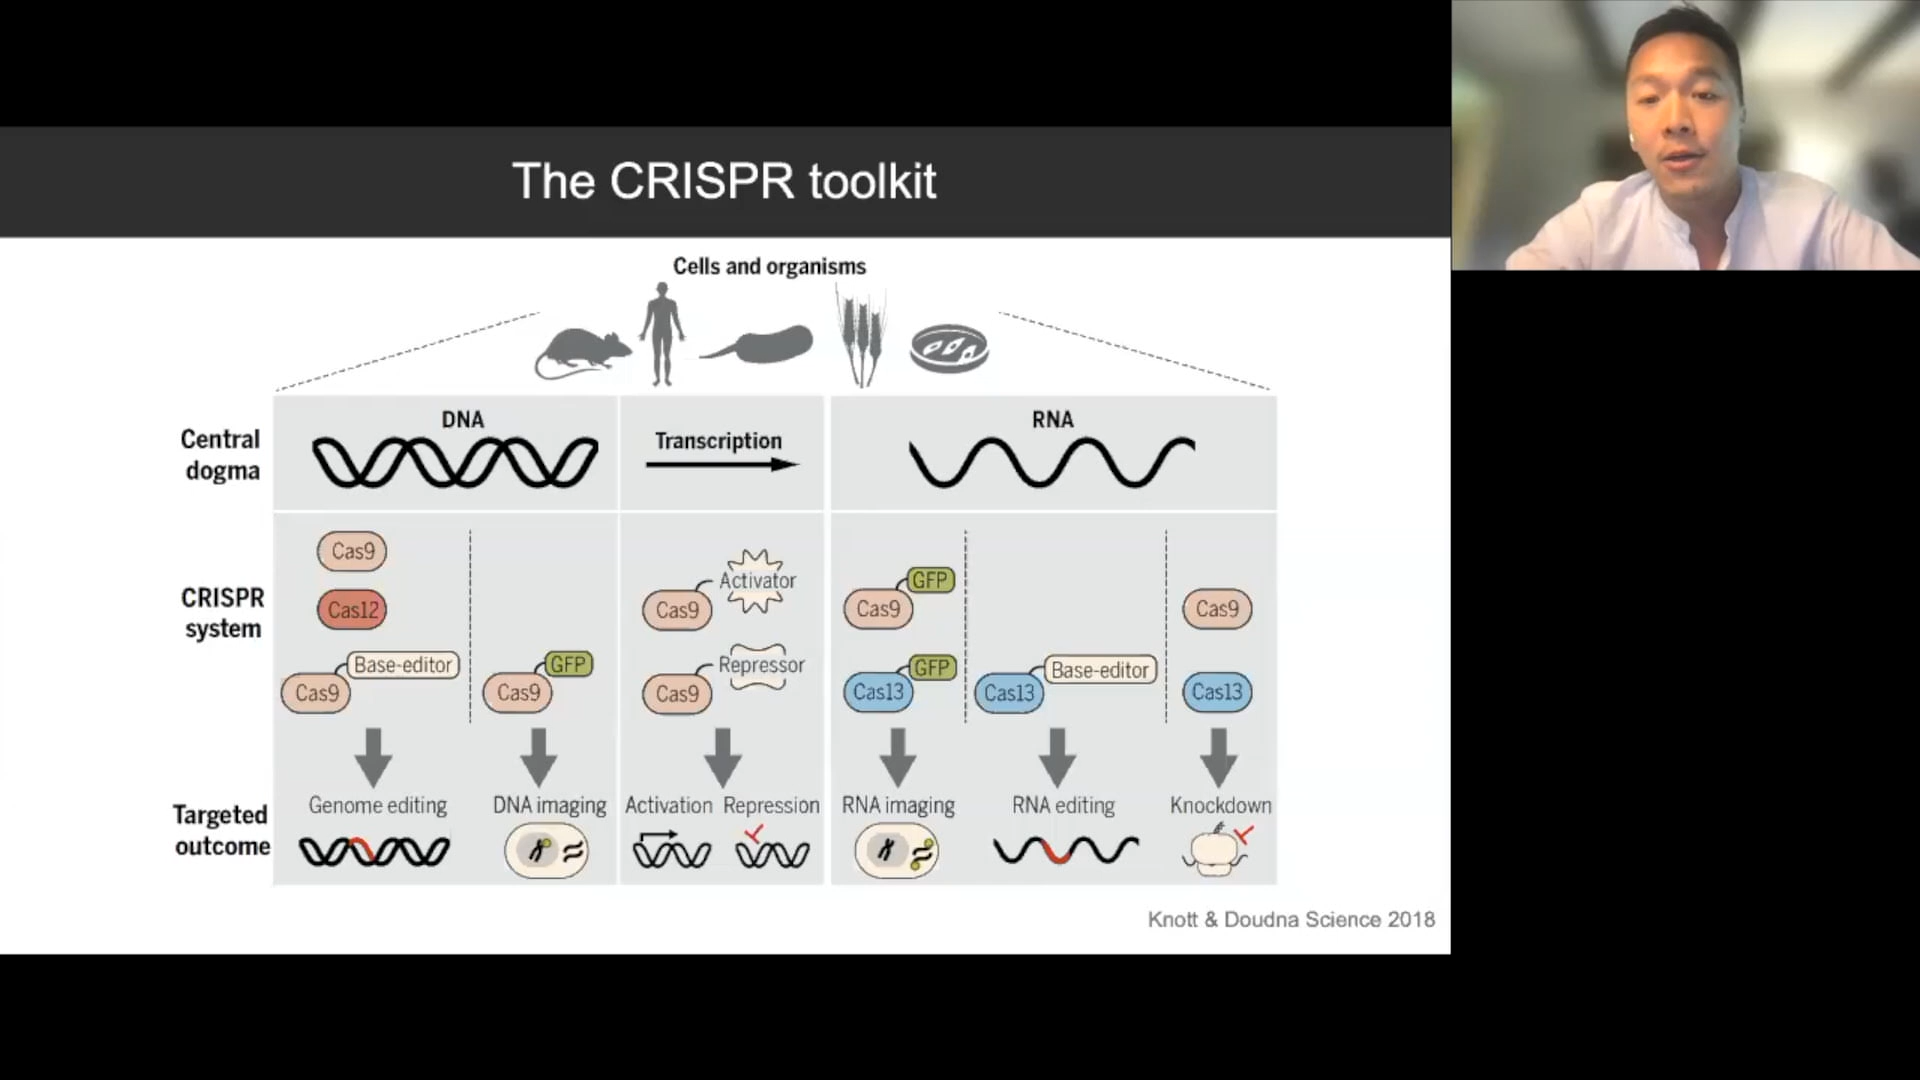 The CRISPR toolkit
Cells and organisms
Central
dogma
DNA
Transcription
RNA
CRISPR
system
Cas9
Cas12
Cas9
Base-editor
Cas9
GFP
Cas9
Activator
Cas9
Repressor
Cas9
GFP
Cas13
GFP
Cas13
Base-editor
Cas9
Cas13
Targeted
outcome
Genome editing
DNA imaging
Activation
Repression
RNA imaging
RNA editing
Knockdown
Knott & Doudna Science 2018